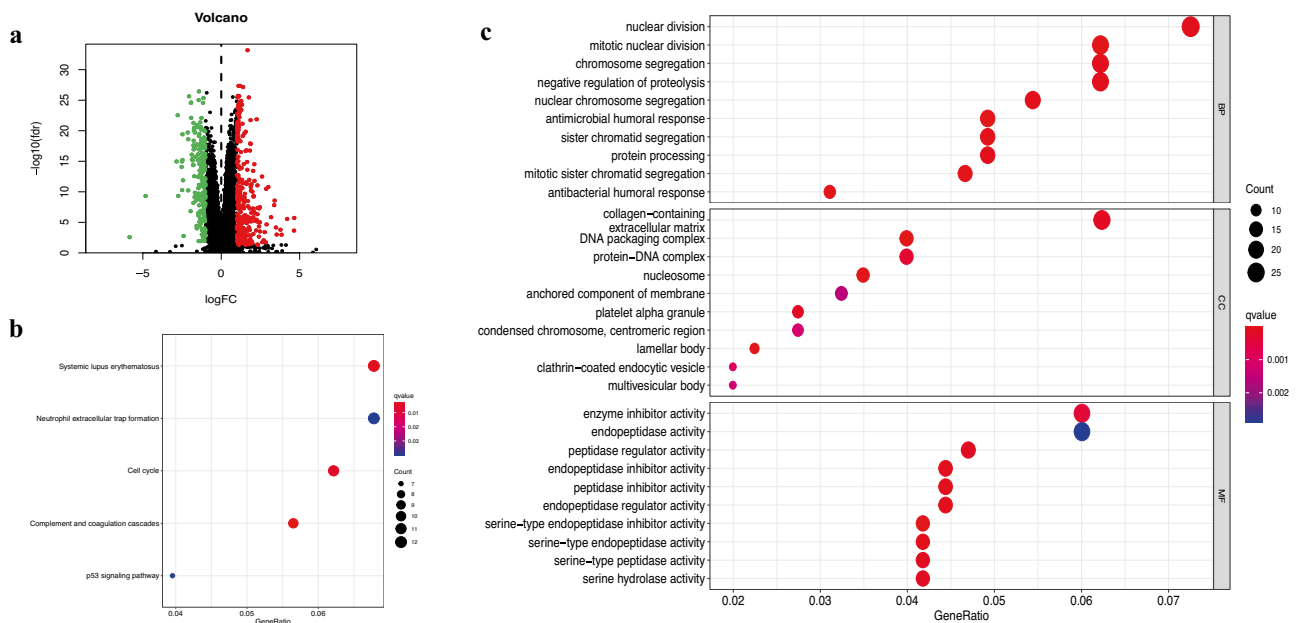 a
Volcano
−log10(fdr)
30
25
20
15
10
5
0
−5
0
5
logFC
b
Systemic lupus erythematosus
Neutrophil extracellular trap formation
Cell cycle
Complement and coagulation cascades
p53 signaling pathway
0.04
0.05
0.06
GeneRatio
qvalue
0.01
0.02
0.03
Count
7
8
9
10
11
12
c
nuclear division
mitotic nuclear division
chromosome segregation
negative regulation of proteolysis
nuclear chromosome segregation
antimicrobial humoral response
sister chromatid segregation
protein processing
mitotic sister chromatid segregation
antibacterial humoral response
BP
collagen−containing
extracellular matrix
DNA packaging complex
protein−DNA complex
nucleosome
anchored component of membrane
platelet alpha granule
condensed chromosome, centromeric region
lamellar body
clathrin−coated endocytic vesicle
multivesicular body
CC
enzyme inhibitor activity
endopeptidase activity
peptidase regulator activity
endopeptidase inhibitor activity
peptidase inhibitor activity
endopeptidase regulator activity
serine−type endopeptidase inhibitor activity
serine−type endopeptidase activity
serine−type peptidase activity
serine hydrolase activity
MF
0.02
0.03
0.04
0.05
0.06
0.07
GeneRatio
Count
10
15
20
25
qvalue
0.001
0.002